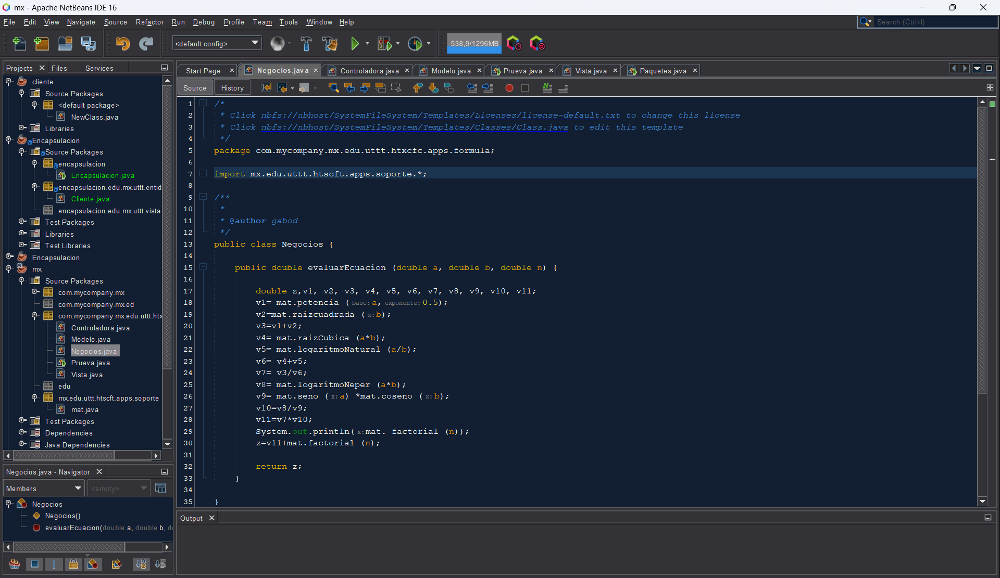 mx - Apache NetBeans IDE 16
File Edit View Navigate Source Refactor Run Debug Profile Team Tools Window Help
Search (Ctrl+I)
<default config>
538,9/1296MB
Projects Files Services
cliente
Source Packages
<default package>
NewClass.java
Libraries
Encapsulacion
Source Packages
encapsulacion
Encapsulacion.java
encapsulacion.edu.mx.uttt.entid
Cliente.java
encapsulacion.edu.mx.uttt.vista
Test Packages
Libraries
Test Libraries
Encapsulacion
mx
Source Packages
com.mycompany.mx
com.mycompany.mx.ed
com.mycompany.mx.edu.uttt.htx
Controladora.java
Modelo.java
Negocios.java
Prueva.java
Vista.java
edu
mx.edu.uttt.htscft.apps.soporte
mat.java
Test Packages
Dependencies
Java Dependencies
Negocios.java - Navigator
Members <empty>
Negocios
Negocios()
evaluarEcuacion(double a, double b, d
Start Page Negocios.java Controladora.java Modelo.java Prueva.java Vista.java Paquetes.java
Source History
1 /*
2 * Click nbfs://nbhost/SystemFileSystem/Templates/Licenses/license-default.txt to change this license
3 * Click nbfs://nbhost/SystemFileSystem/Templates/Classes/Class.java to edit this template
4 */
5 package com.mycompany.mx.edu.uttt.htxcfc.apps.formula;
6
7 import mx.edu.uttt.htscft.apps.soporte.*;
8
9 /**
10 *
11 * @author gabod
12 */
13 public class Negocios {
14
15 public double evaluarEcuacion (double a, double b, double n) {
16
17 double z,v1, v2, v3, v4, v5, v6, v7, v8, v9, v10, v11;
18 v1= mat.potencia ( base: a, exponente: 0.5);
19 v2=mat.raizcuadrada ( x: b);
20 v3=v1+v2;
21 v4= mat.raizCubica (a*b);
22 v5= mat.logaritmoNatural (a/b);
23 v6= v4+v5;
24 v7= v3/v6;
25 v8= mat.logaritmoNeper (a*b);
26 v9= mat.seno ( x: a) *mat.coseno ( x: b);
27 v10=v8/v9;
28 v11=v7*v10;
29 System.out.println( x: mat. factorial (n));
30 z=v11+mat.factorial (n);
31
32 return z;
33 }
34
35 }
Output